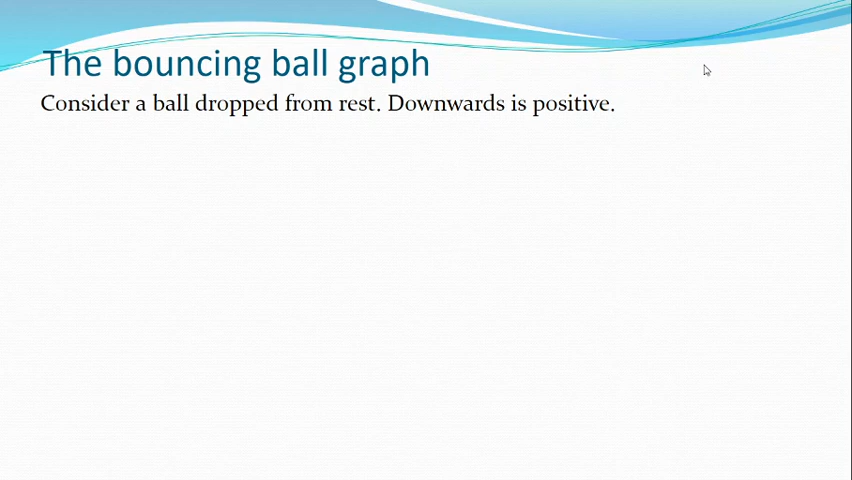 The bouncing ball graph
Consider a ball dropped from rest. Downwards is positive.